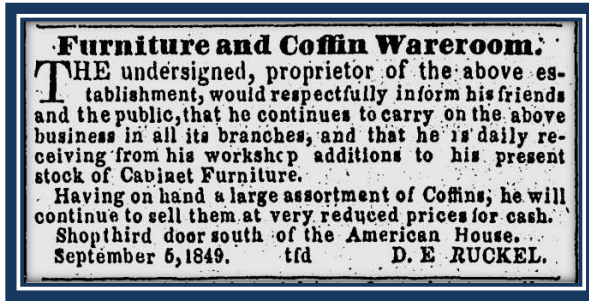 Furniture and Coffin Wareroom.
THE undersigned, proprietor of the above es-
tablishment, would respectfully inform his friends
and the public, that he continues to carry on the above
business in all its branches, and that he is daily re-
ceiving from his workshop additions to his present
stock of Cabinet Furniture.
Having on hand a large assortment of Coffins, he will
continue to sell them at very reduced prices for cash.
Shop third door south of the American House.
September 5, 1849. tfd D. E RUCKEL.